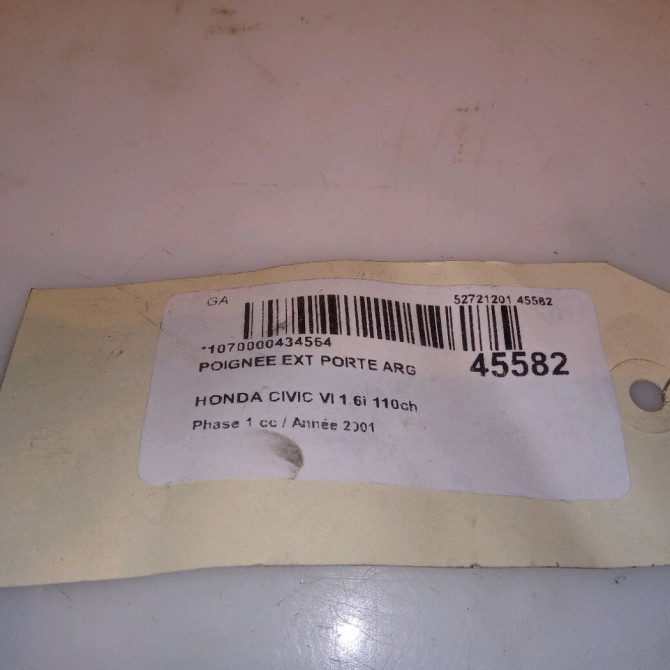 GA 52721201 45582
*1070000434564
POIGNEE EXT PORTE ARG 45582
HONDA CIVIC VI 1.6i 110ch
Phase 1 cc / Année 2001